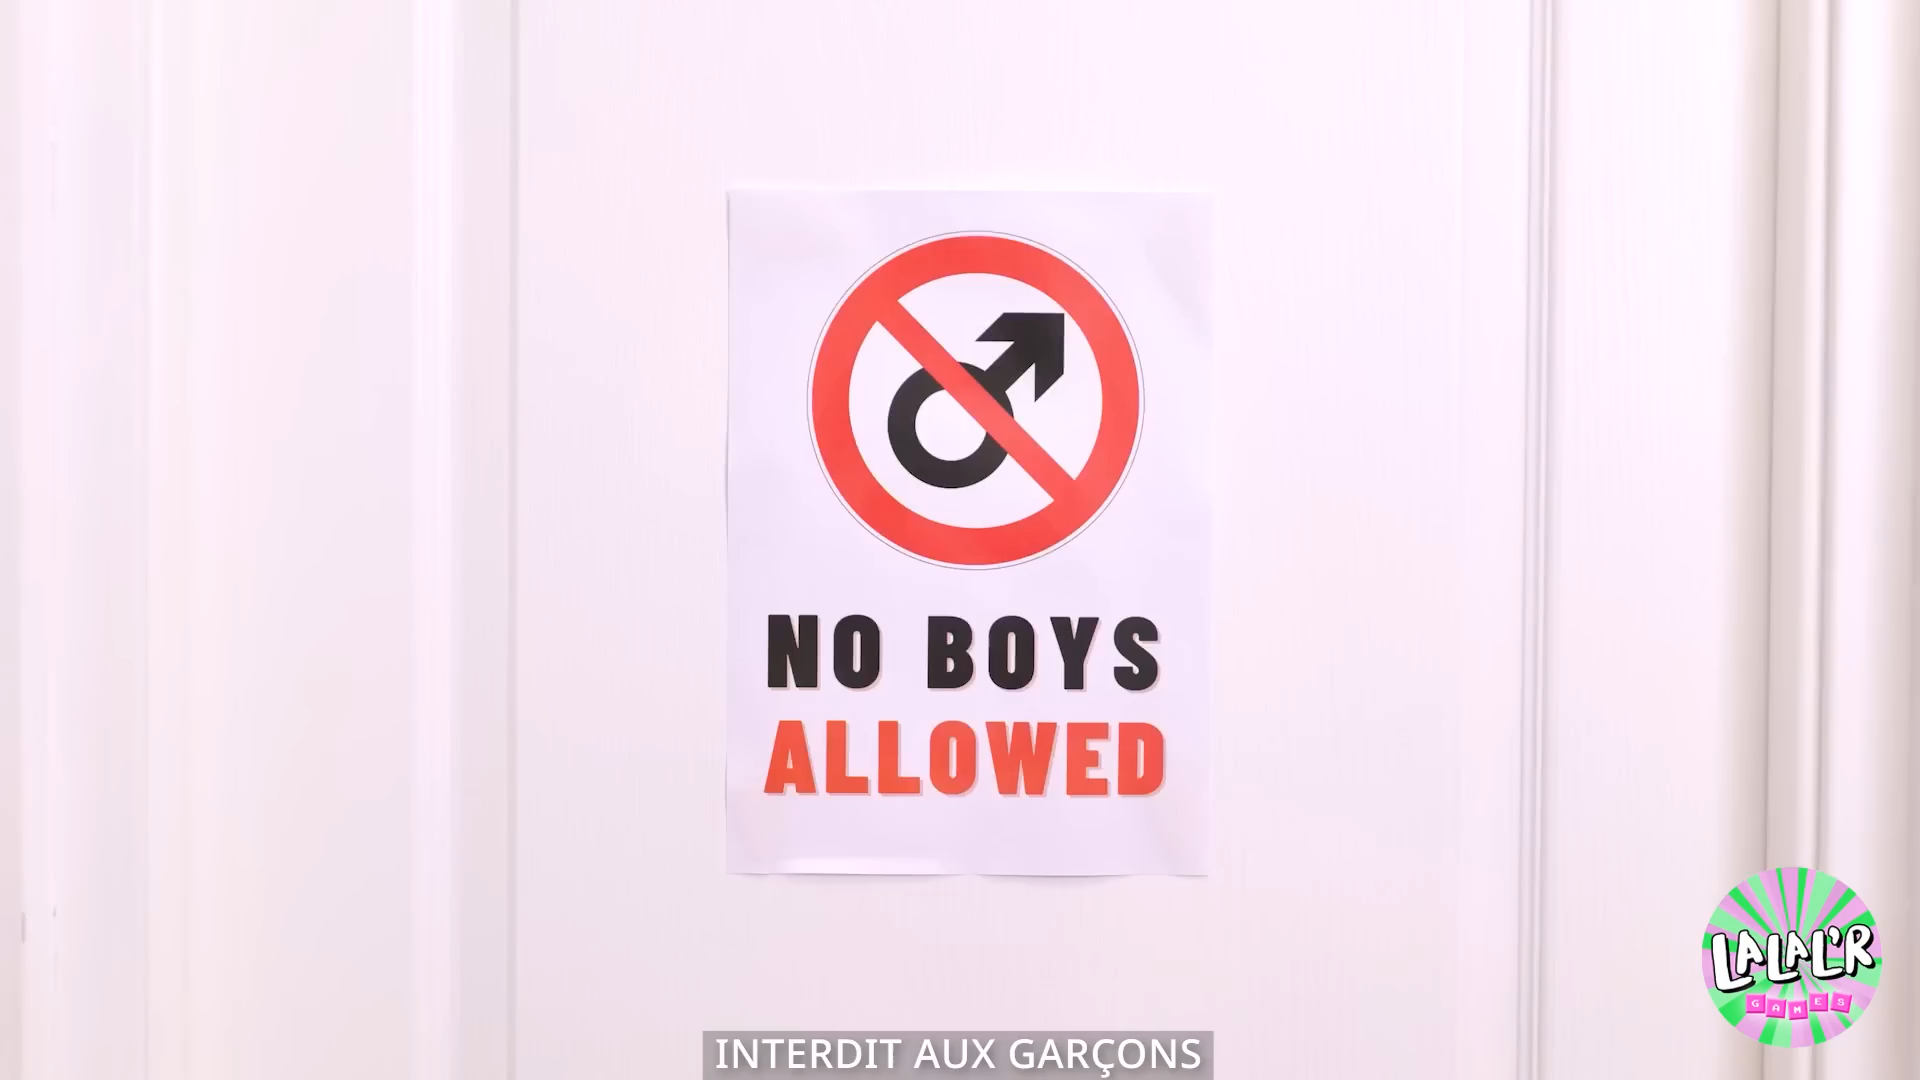 NO BOYS
ALLOWED
LALAL'R
GAMES
INTERDIT AUX GARÇONS